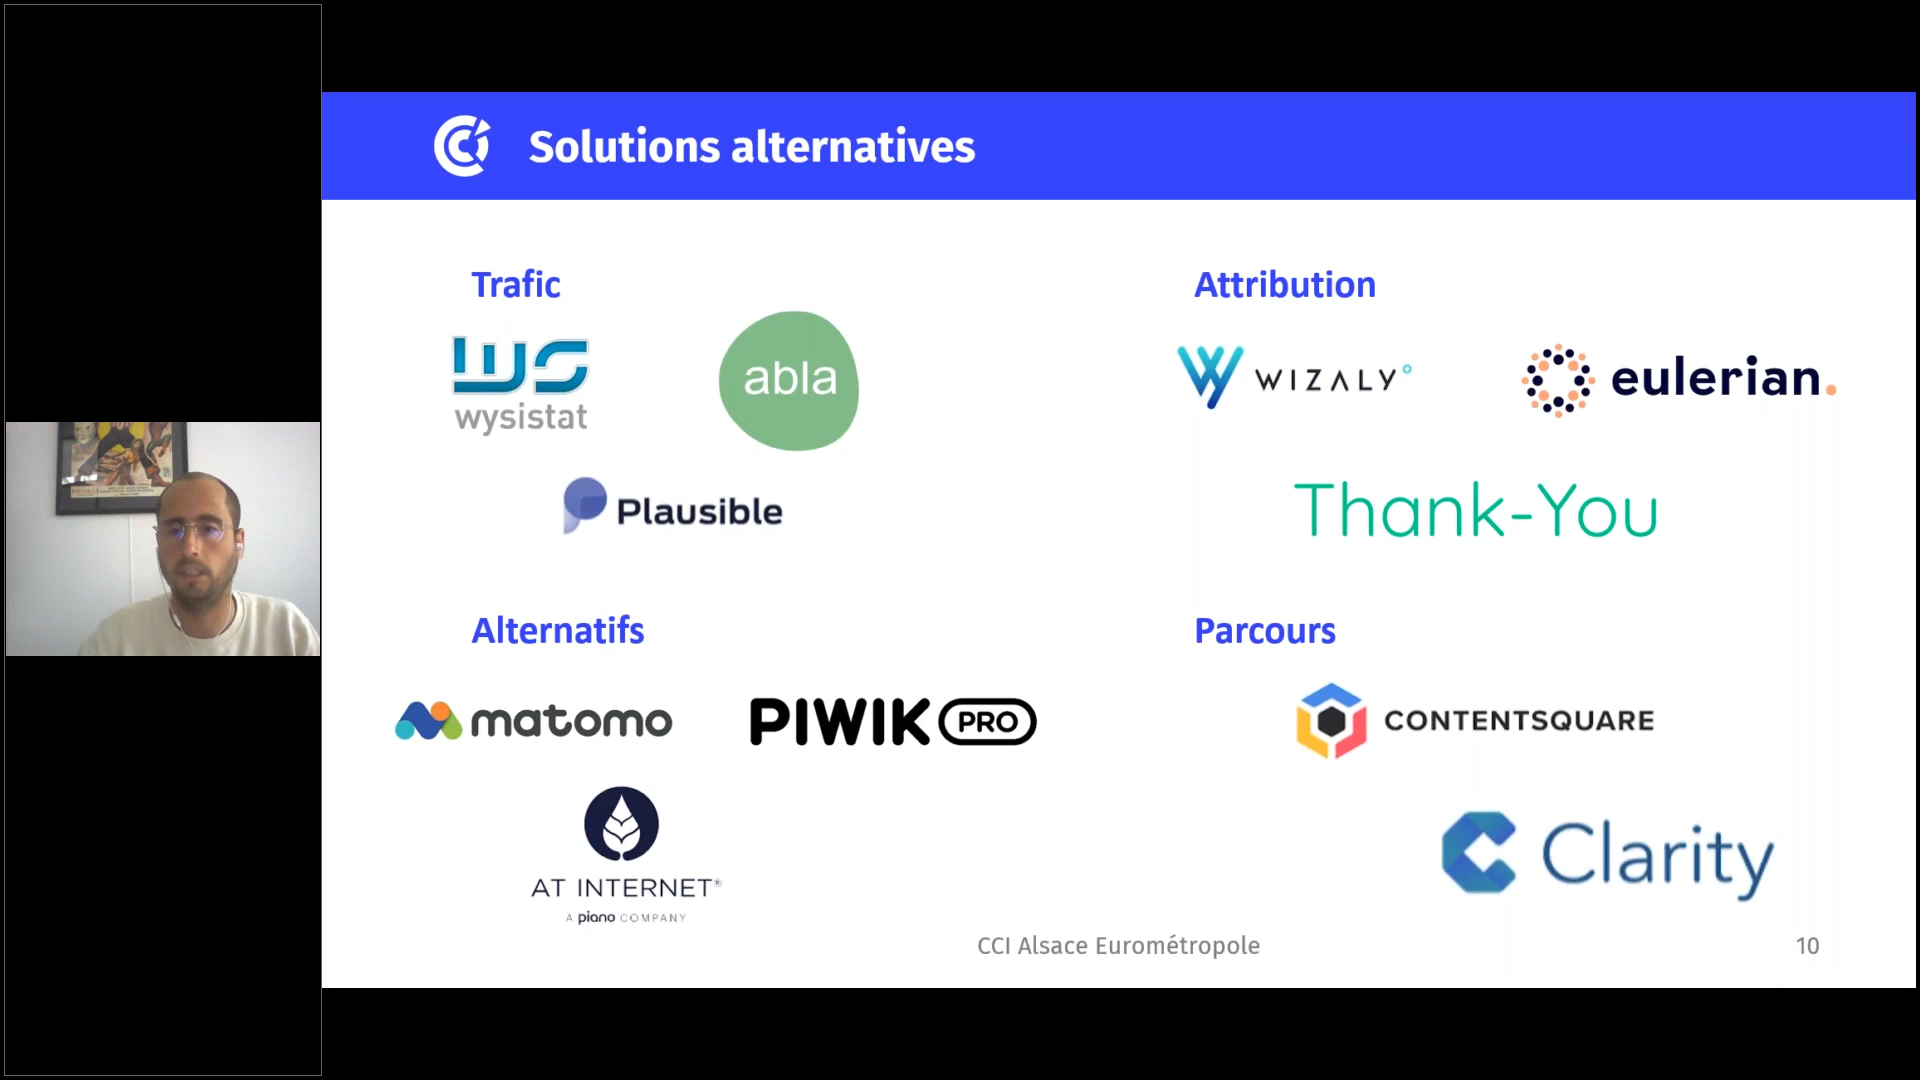 Solutions alternatives
Trafic
WS
wysistat
abla
Plausible
Attribution
WIZALY
eulerian.
Thank-You
Alternatifs
matomo
PIWIK PRO
AT INTERNET®
A piano COMPANY
Parcours
CONTENTSQUARE
Clarity
CCI Alsace Eurométropole
10